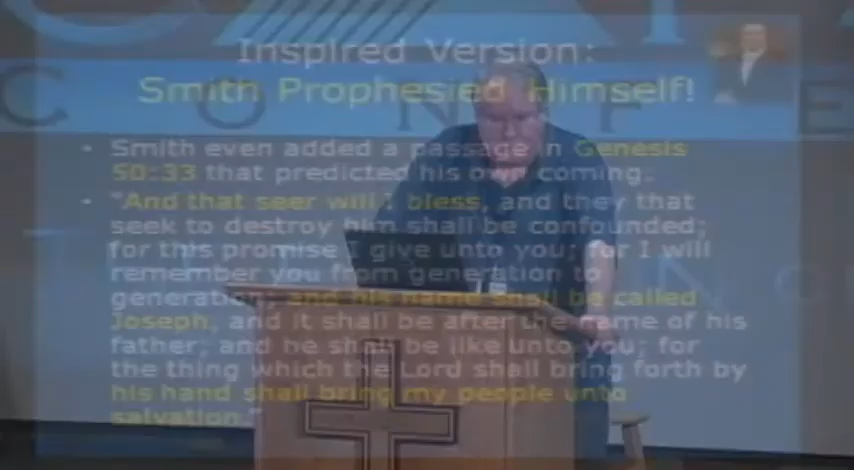 C O N F E
Inspired Version:
Smith Prophesied Himself!
• Smith even added a passage in Genesis
50:33 that predicted his own coming.
• "And that seer will I bless, and they that
seek to destroy him shall be confounded;
for this promise I give unto you; for I will
remember you from generation to
generation; and his name shall be called
Joseph, and it shall be after the name of his
father; and he shall be like unto you; for
the thing which the Lord shall bring forth by
his hand shall bring my people unto
salvation."